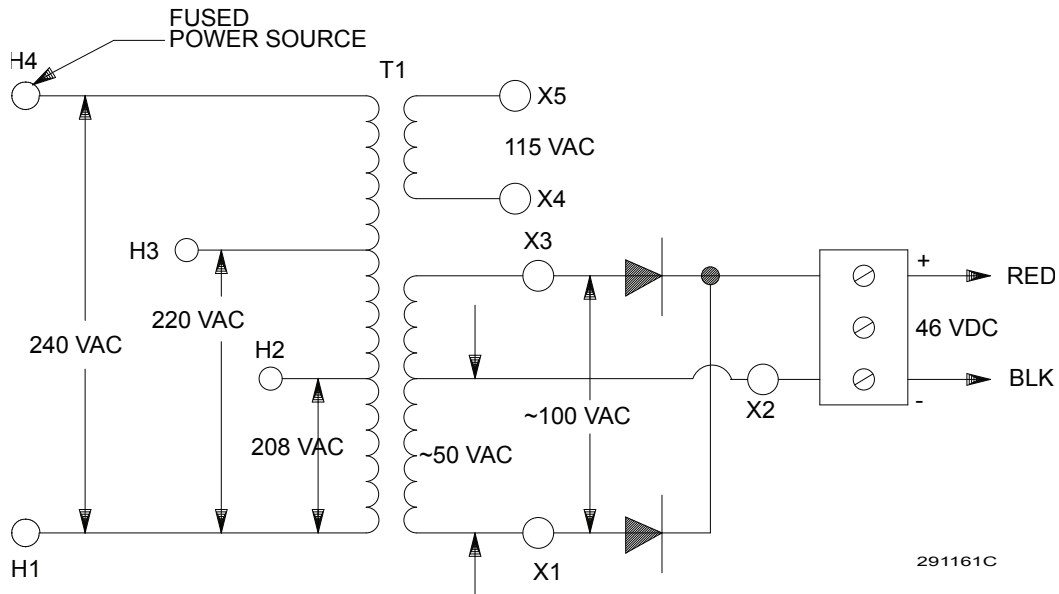 FUSED
POWER SOURCE
H4
T1
X5
115 VAC
X4
H3
X3
+
RED
220 VAC
46 VDC
240 VAC
H2
BLK
X2
-
~100 VAC
208 VAC
~50 VAC
H1
X1
291161C